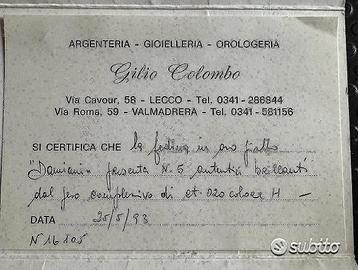 ARGENTERIA - GIOIELLERIA - OROLOGERIA
Gilio Colombo
Via Cavour, 58 - LECCO - Tel. 0341-286844
Via Roma, 59 - VALMADRERA - Tel. 0341-581156
SI CERTIFICA CHE la fedina in oro giallo
"Damiani" presenta N. 5 autentici brillanti
dal peso complessivo di ct. 020 colore H -
DATA 25/5/93
N° 16105
subito